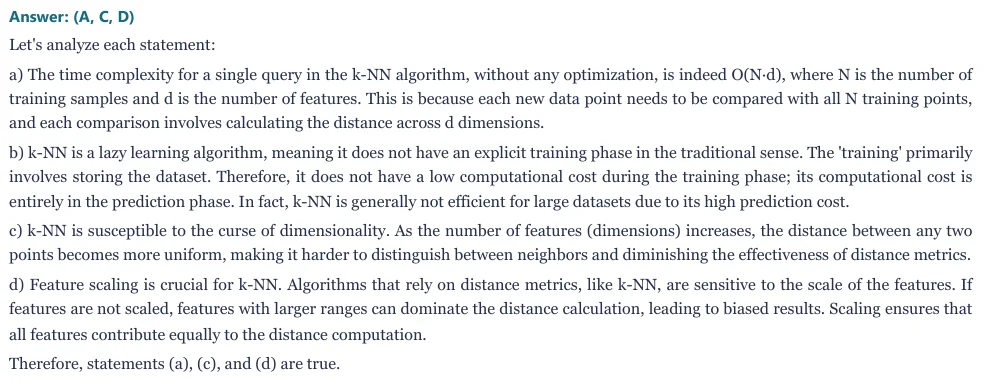 Answer: (A, C, D)
Let's analyze each statement:
a) The time complexity for a single query in the k-NN algorithm, without any optimization, is indeed O(N·d), where N is the number of
training samples and d is the number of features. This is because each new data point needs to be compared with all N training points,
and each comparison involves calculating the distance across d dimensions.
b) k-NN is a lazy learning algorithm, meaning it does not have an explicit training phase in the traditional sense. The 'training' primarily
involves storing the dataset. Therefore, it does not have a low computational cost during the training phase; its computational cost is
entirely in the prediction phase. In fact, k-NN is generally not efficient for large datasets due to its high prediction cost.
c) k-NN is susceptible to the curse of dimensionality. As the number of features (dimensions) increases, the distance between any two
points becomes more uniform, making it harder to distinguish between neighbors and diminishing the effectiveness of distance metrics.
d) Feature scaling is crucial for k-NN. Algorithms that rely on distance metrics, like k-NN, are sensitive to the scale of the features. If
features are not scaled, features with larger ranges can dominate the distance calculation, leading to biased results. Scaling ensures that
all features contribute equally to the distance computation.
Therefore, statements (a), (c), and (d) are true.